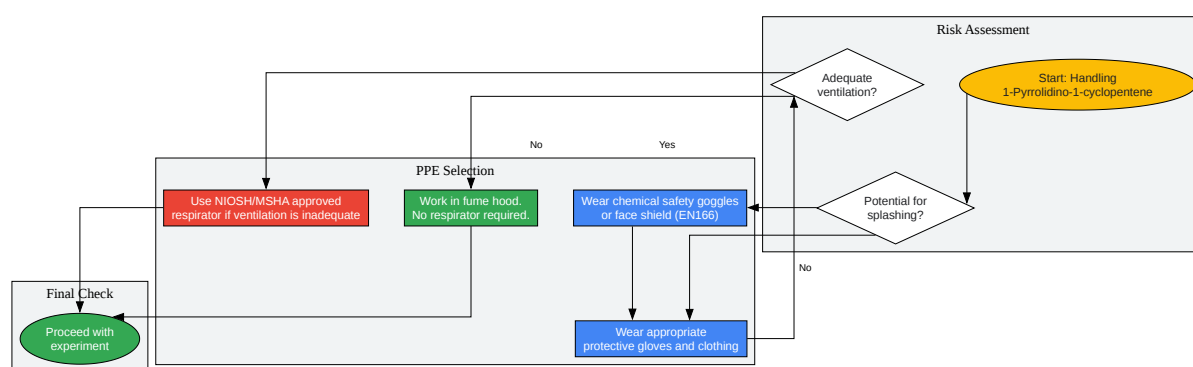 Risk Assessment
Adequate
ventilation?
Start: Handling
1-Pyrrolidino-1-cyclopentene
No
Yes
PPE Selection
Use NIOSH/MSHA approved
respirator if ventilation is inadequate
Work in fume hood.
No respirator required.
Wear chemical safety goggles
or face shield (EN166)
Potential for
splashing?
No
Final Check
Proceed with
experiment
Wear appropriate
protective gloves and clothing